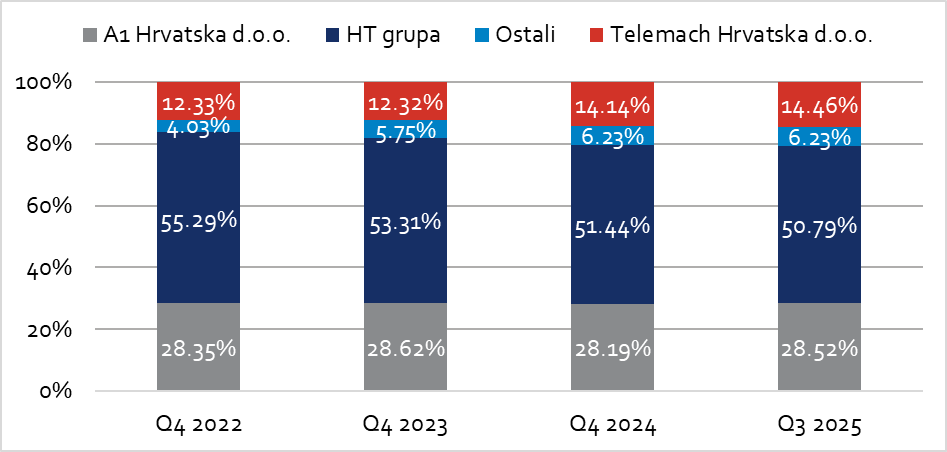 A1 Hrvatska d.o.o. HT grupa Ostali Telemach Hrvatska d.o.o.
100%
80%
60%
40%
20%
0%
12.33% 12.32% 14.14% 14.46%
4.03% 5.75% 6.23% 6.23%
55.29% 53.31% 51.44% 50.79%
28.35% 28.62% 28.19% 28.52%
Q4 2022 Q4 2023 Q4 2024 Q3 2025